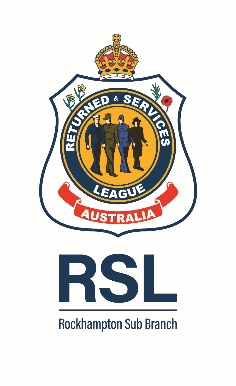 RETURNED & SERVICES
LEAGUE
AUSTRALIA
RSL
Rockhampton Sub Branch